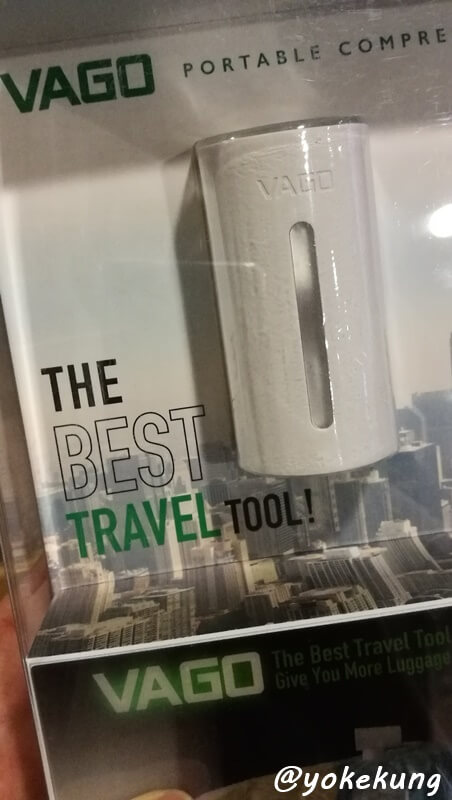 VAGO PORTABLE COMPRE
VAGO
THE
BEST
TRAVEL TOOL!
VAGO The Best Travel Tool
Give You More Luggage
@yokekung